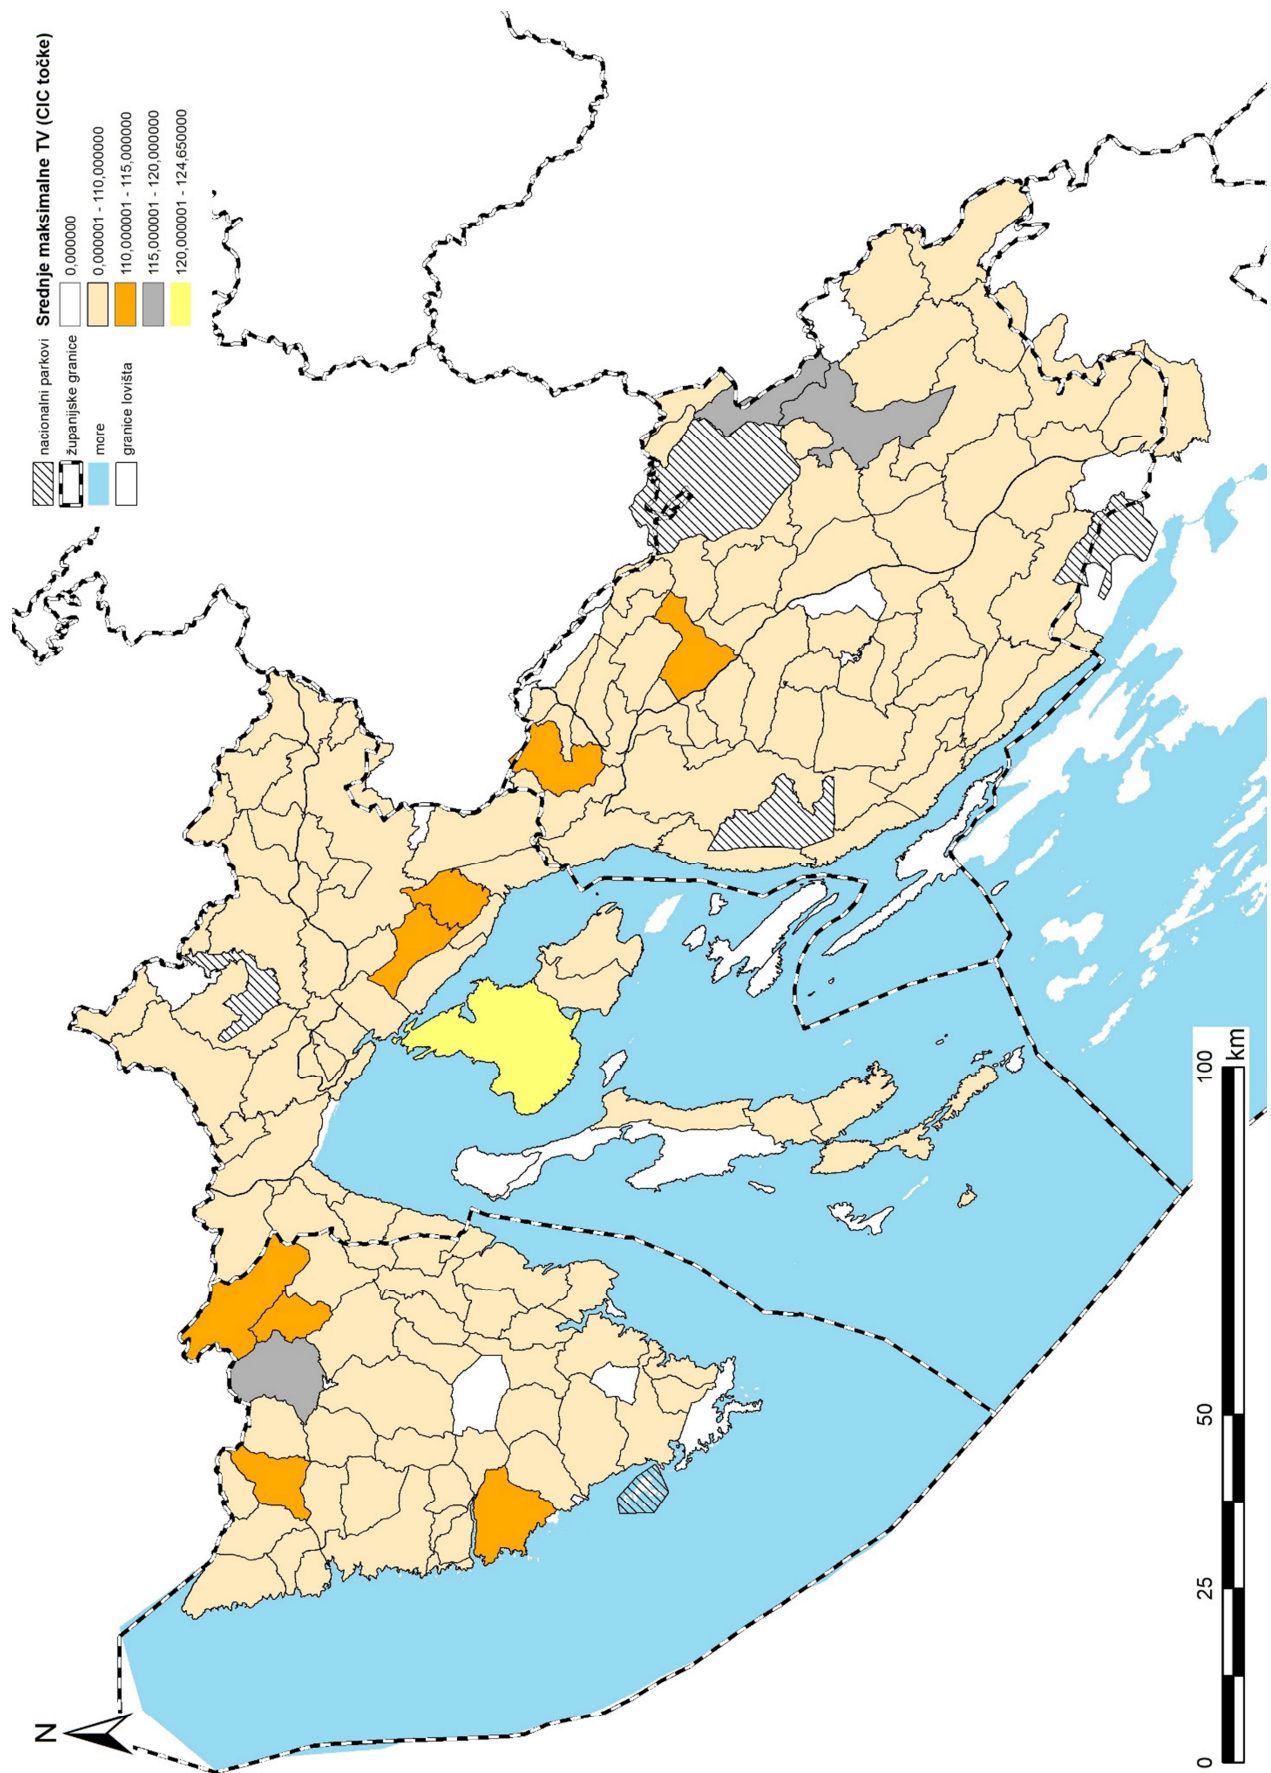 nacionalni parkovi
županijske granice
more
granice lovišta
Srednje maksimalne TV (CIC točke)
0,000000
0,000001 - 110,000000
110,000001 - 115,000000
115,000001 - 120,000000
120,000001 - 124,650000
N
0 25 50 100
km